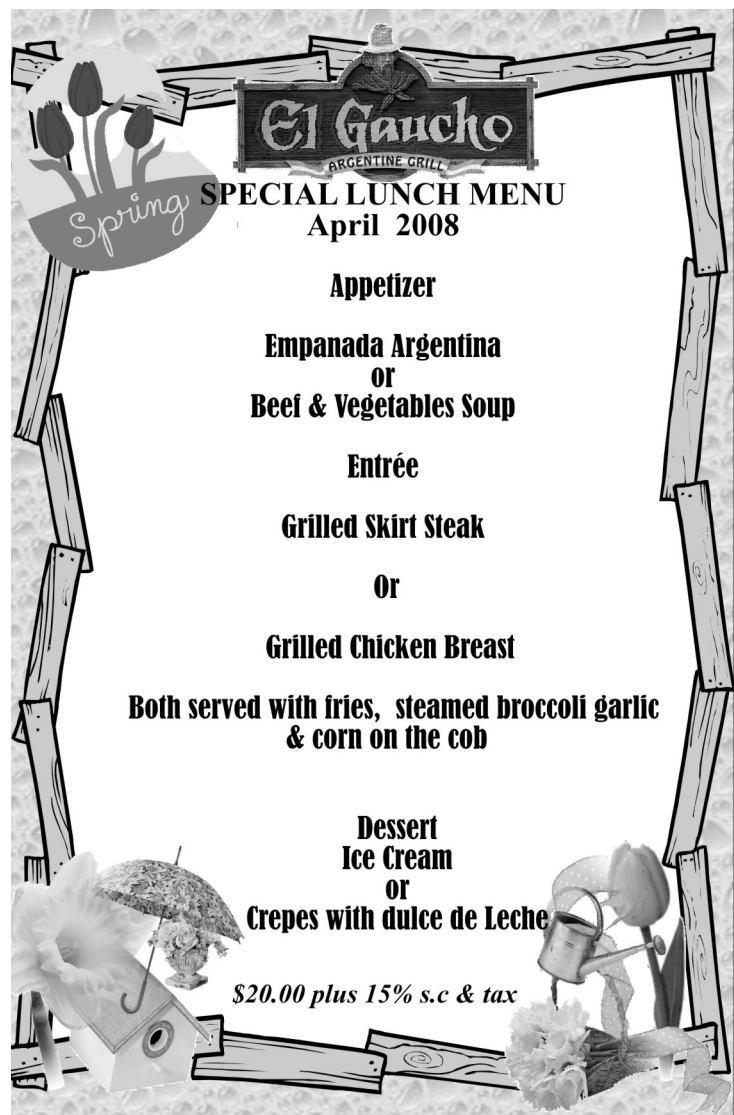 El Gaucho
ARGENTINE GRILL
Spring
SPECIAL LUNCH MENU
April 2008
Appetizer
Empanada Argentina
or
Beef & Vegetables Soup
Entrée
Grilled Skirt Steak
Or
Grilled Chicken Breast
Both served with fries, steamed broccoli garlic
& corn on the cob
Dessert
Ice Cream
or
Crepes with dulce de Leche
$20.00 plus 15% s.c & tax